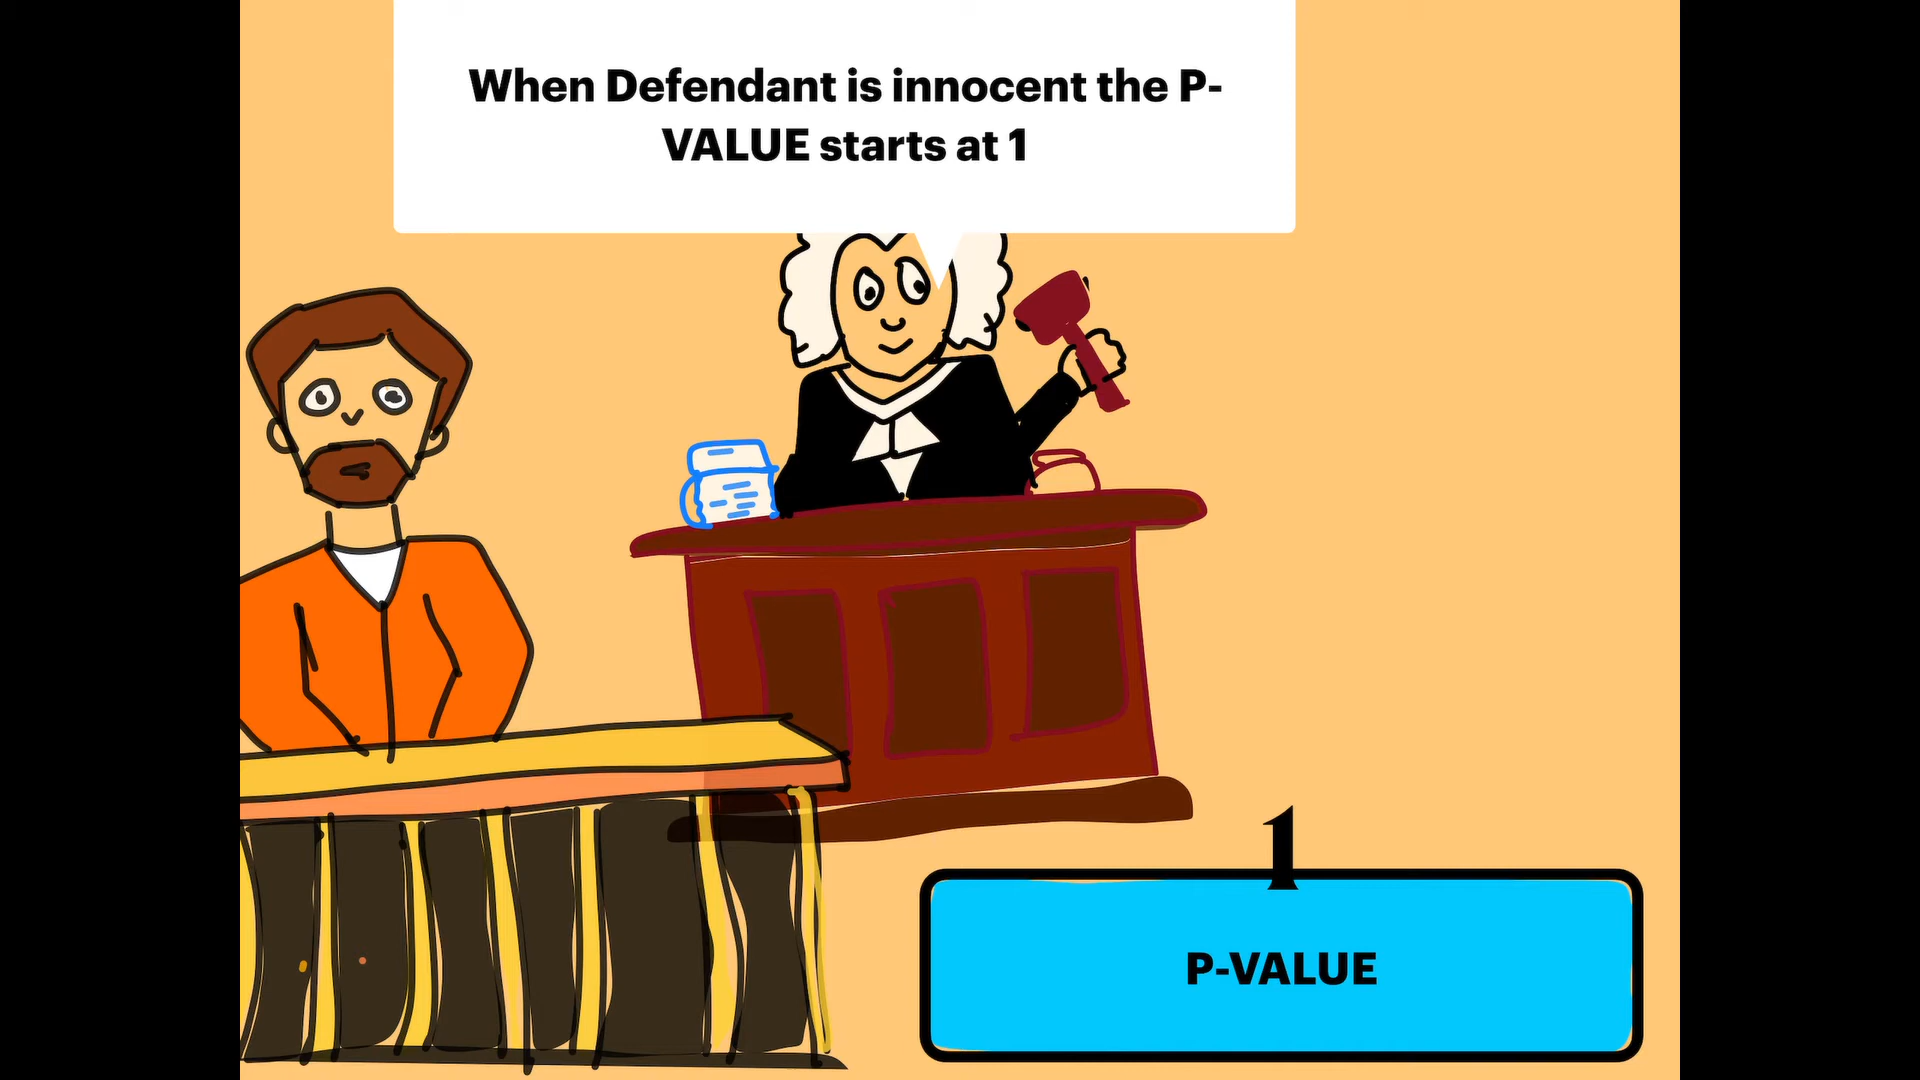 When Defendant is innocent the P-
VALUE starts at 1
1
P-VALUE